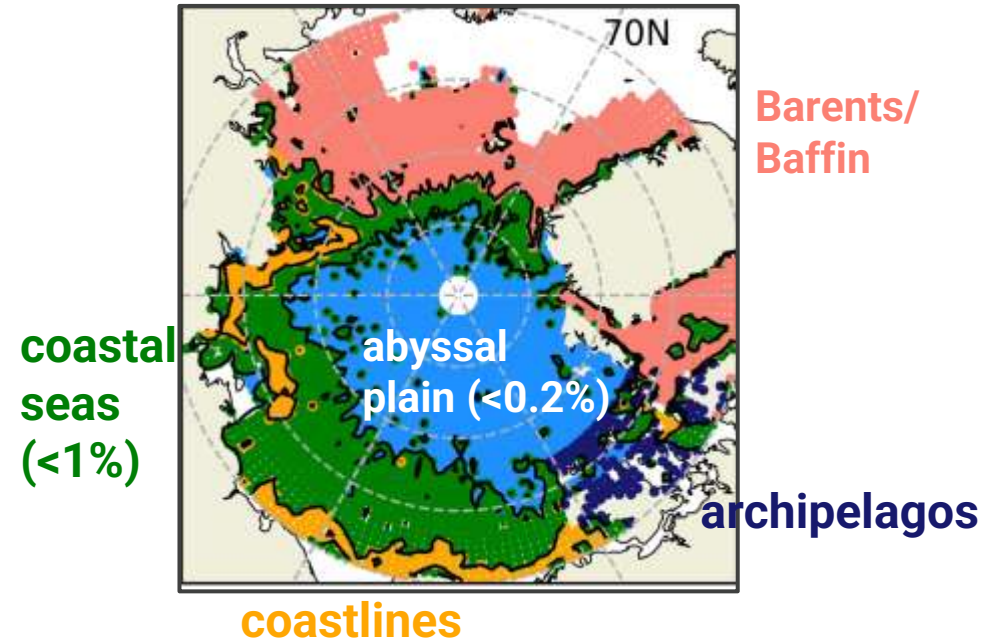 70N
Barents/
Baffin
coastal
seas
(<1%)
abyssal
plain (<0.2%)
archipelagos
coastlines